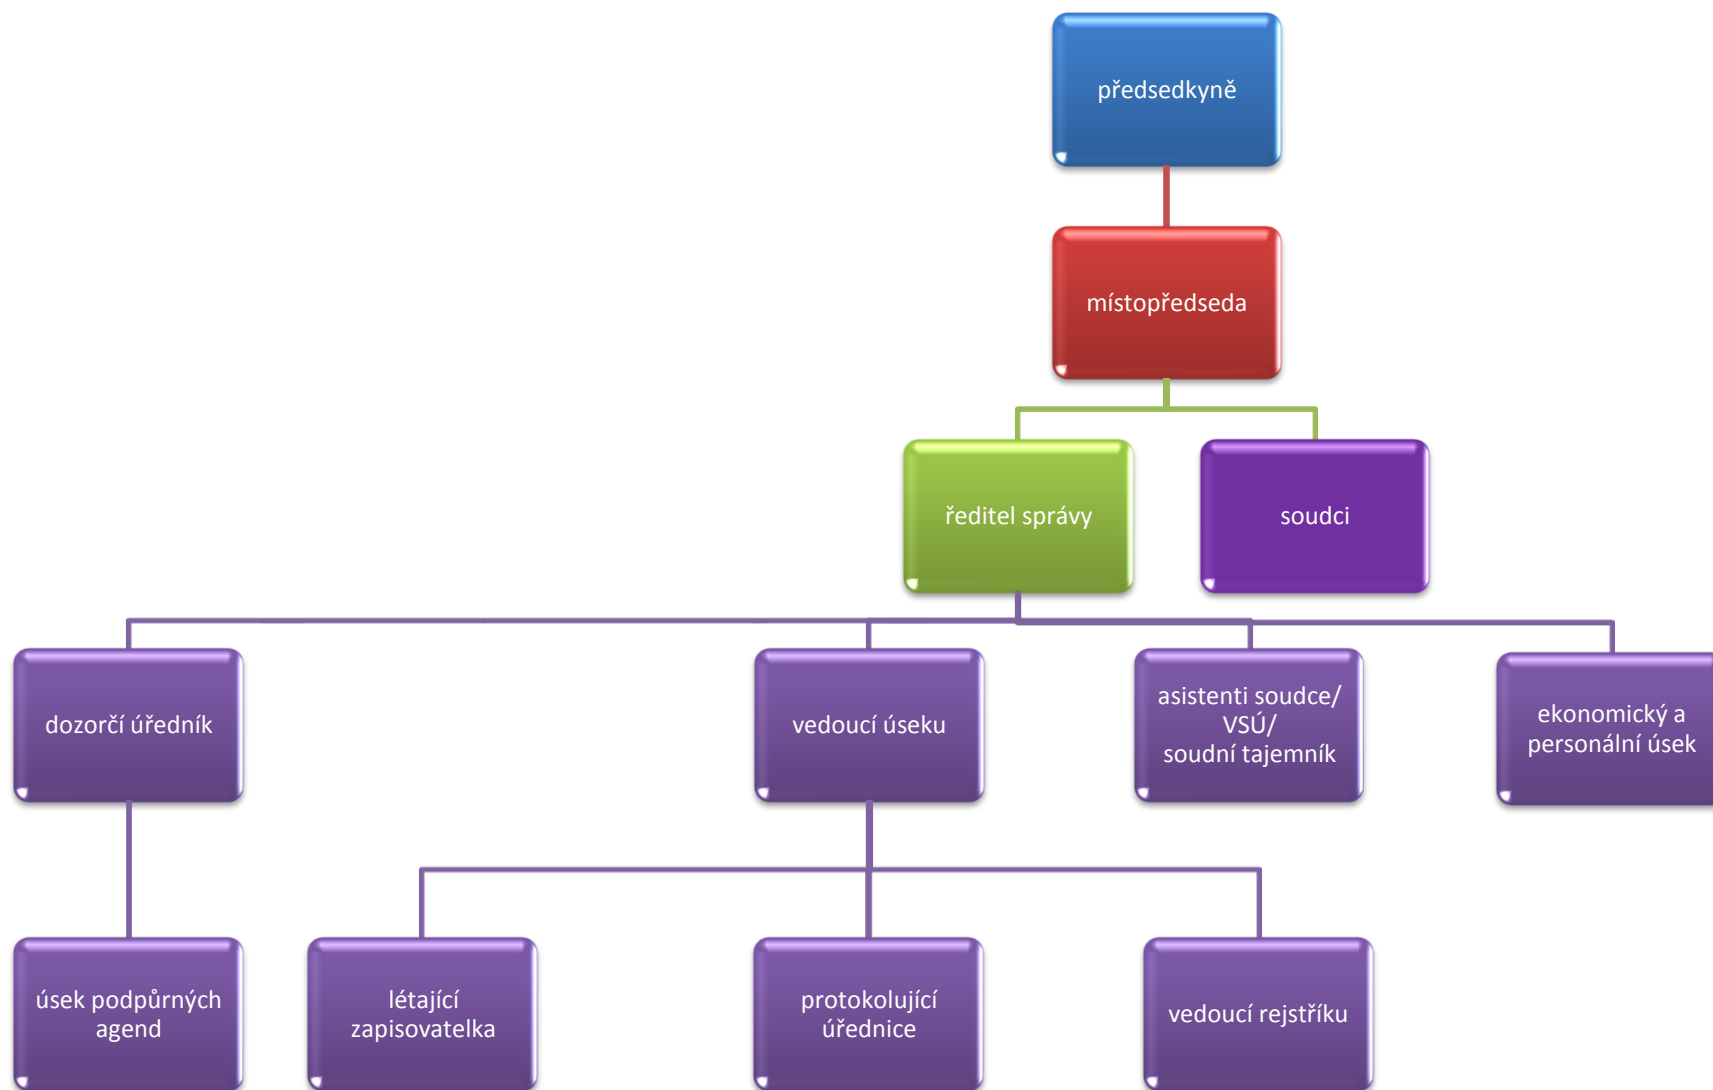 předsedkyně
místopředseda
ředitel správy
soudci
dozorčí úředník
vedoucí úseku
asistenti soudce/
VSÚ/
soudní tajemník
ekonomický a
personální úsek
úsek podpůrných
agend
létající
zapisovatelka
protokolující
úřednice
vedoucí rejstříku